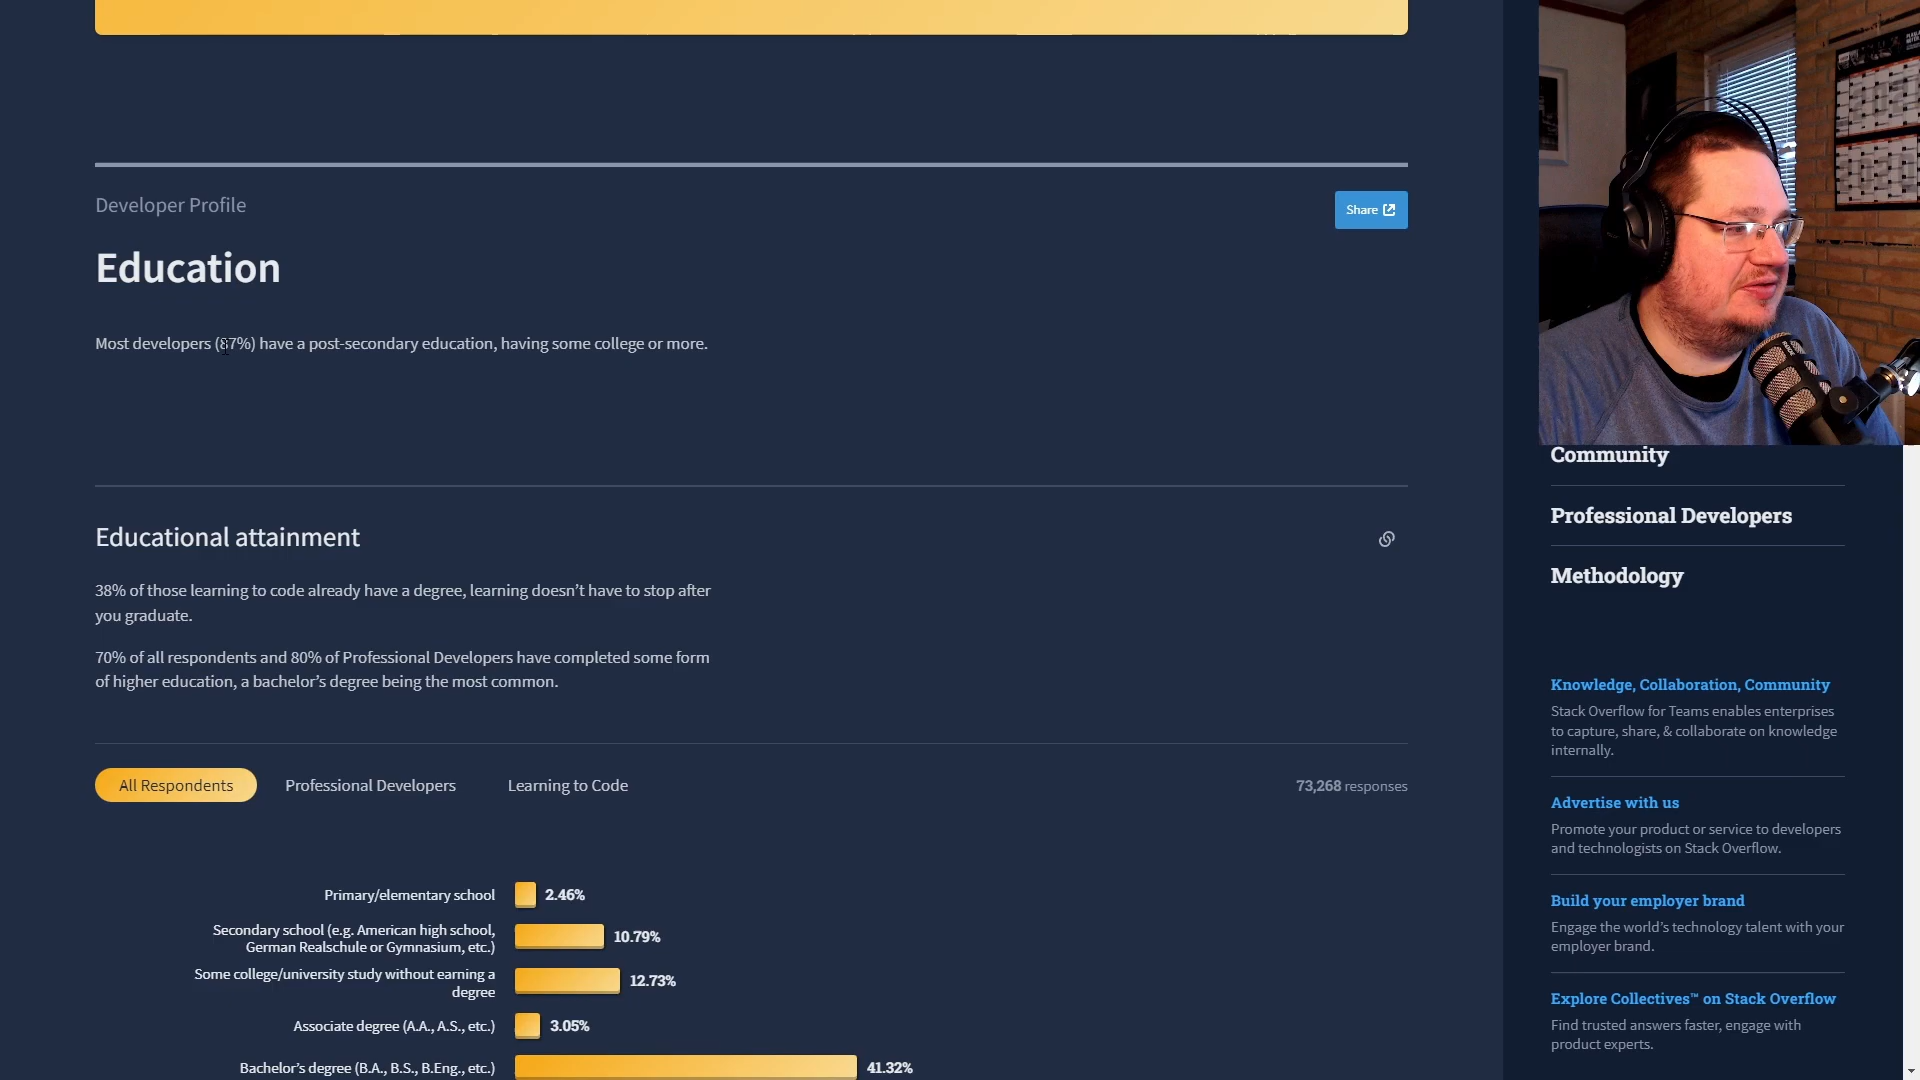 Developer Profile
Share
Education
Most developers (87%) have a post-secondary education, having some college or more.
Educational attainment
38% of those learning to code already have a degree, learning doesn’t have to stop after
you graduate.
70% of all respondents and 80% of Professional Developers have completed some form
of higher education, a bachelor’s degree being the most common.
All Respondents
Professional Developers
Learning to Code
73,268 responses
Primary/elementary school
2.46%
Secondary school (e.g. American high school,
German Realschule or Gymnasium, etc.)
10.79%
Some college/university study without earning a
degree
12.73%
Associate degree (A.A., A.S., etc.)
3.05%
Bachelor’s degree (B.A., B.S., B.Eng., etc.)
41.32%
Community
Professional Developers
Methodology
Knowledge, Collaboration, Community
Stack Overflow for Teams enables enterprises
to capture, share, & collaborate on knowledge
internally.
Advertise with us
Promote your product or service to developers
and technologists on Stack Overflow.
Build your employer brand
Engage the world’s technology talent with your
employer brand.
Explore Collectives™ on Stack Overflow
Find trusted answers faster, engage with
product experts.